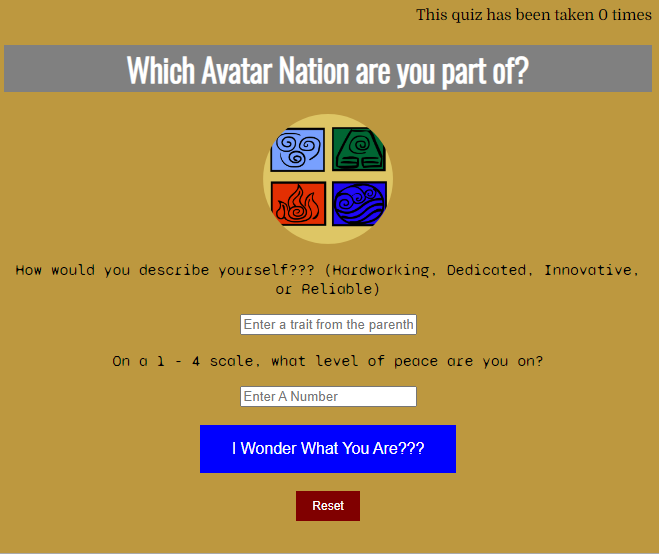 This quiz has been taken 0 times
Which Avatar Nation are you part of?
How would you describe yourself??? (Hardworking, Dedicated, Innovative,
or Reliable)
Enter a trait from the parenth
On a 1 - 4 scale, what level of peace are you on?
Enter A Number
I Wonder What You Are???
Reset